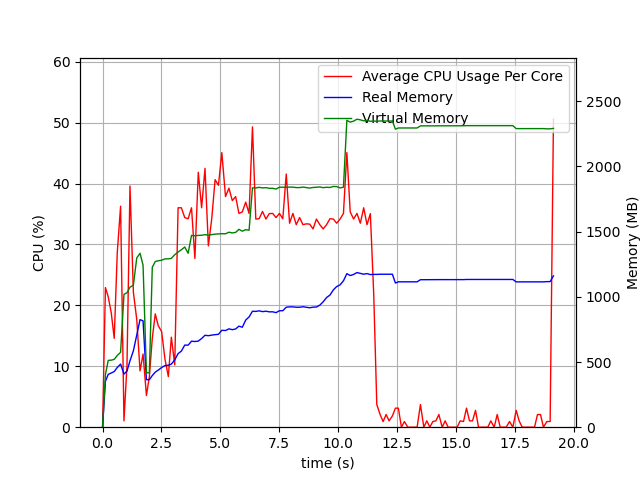 Average CPU Usage Per Core
Real Memory
Virtual Memory
CPU (%)
60
50
40
30
20
10
0
2500
2000
1500
1000
500
0
Memory (MB)
0.0 2.5 5.0 7.5 10.0 12.5 15.0 17.5 20.0
time (s)